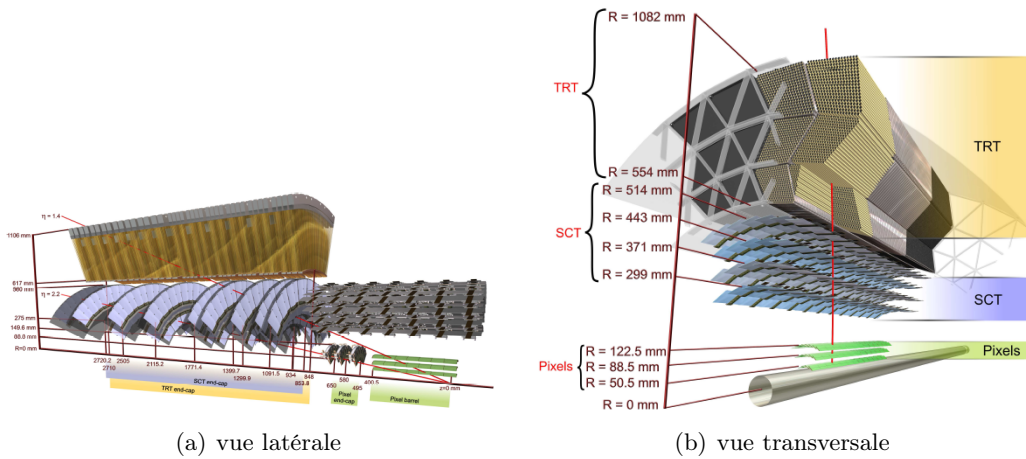 η = 1.4
1106 mm
617 mm
960 mm
η = 2.2
275 mm
149.6 mm
88.8 mm
R=0 mm
2720.2
2710
2505
2115.2
1771.4
1399.7
1299.9
1091.5
934
853.8
848
650
580
495
400.5
z=0 mm
SCT end-cap
TRT end-cap
Pixel
end-cap
Pixel barrel
(a) vue latérale
R = 1082 mm
TRT
R = 554 mm
R = 514 mm
R = 443 mm
SCT
R = 371 mm
R = 299 mm
R = 122.5 mm
Pixels
R = 88.5 mm
R = 50.5 mm
R = 0 mm
TRT
SCT
Pixels
(b) vue transversale